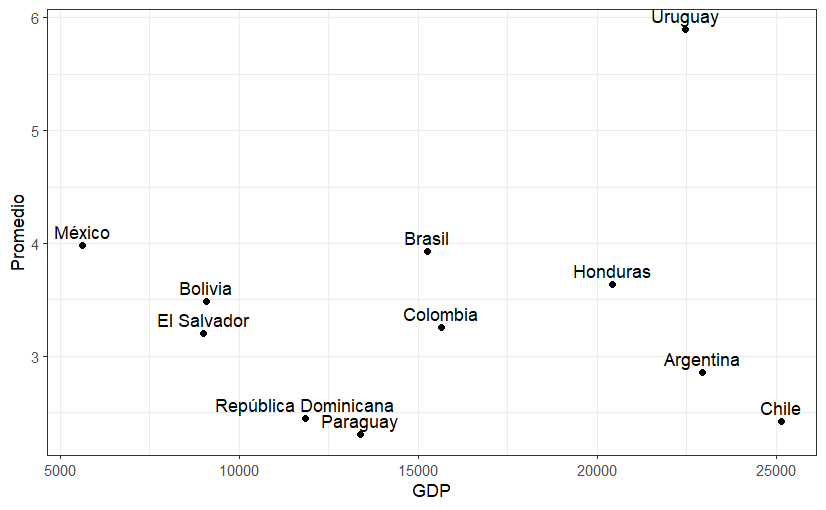 Uruguay
6
5
Promedio
México
Brasil
4
Honduras
Bolivia
El Salvador
Colombia
3
Argentina
República Dominicana
Chile
Paraguay
5000
10000
15000
20000
25000
GDP